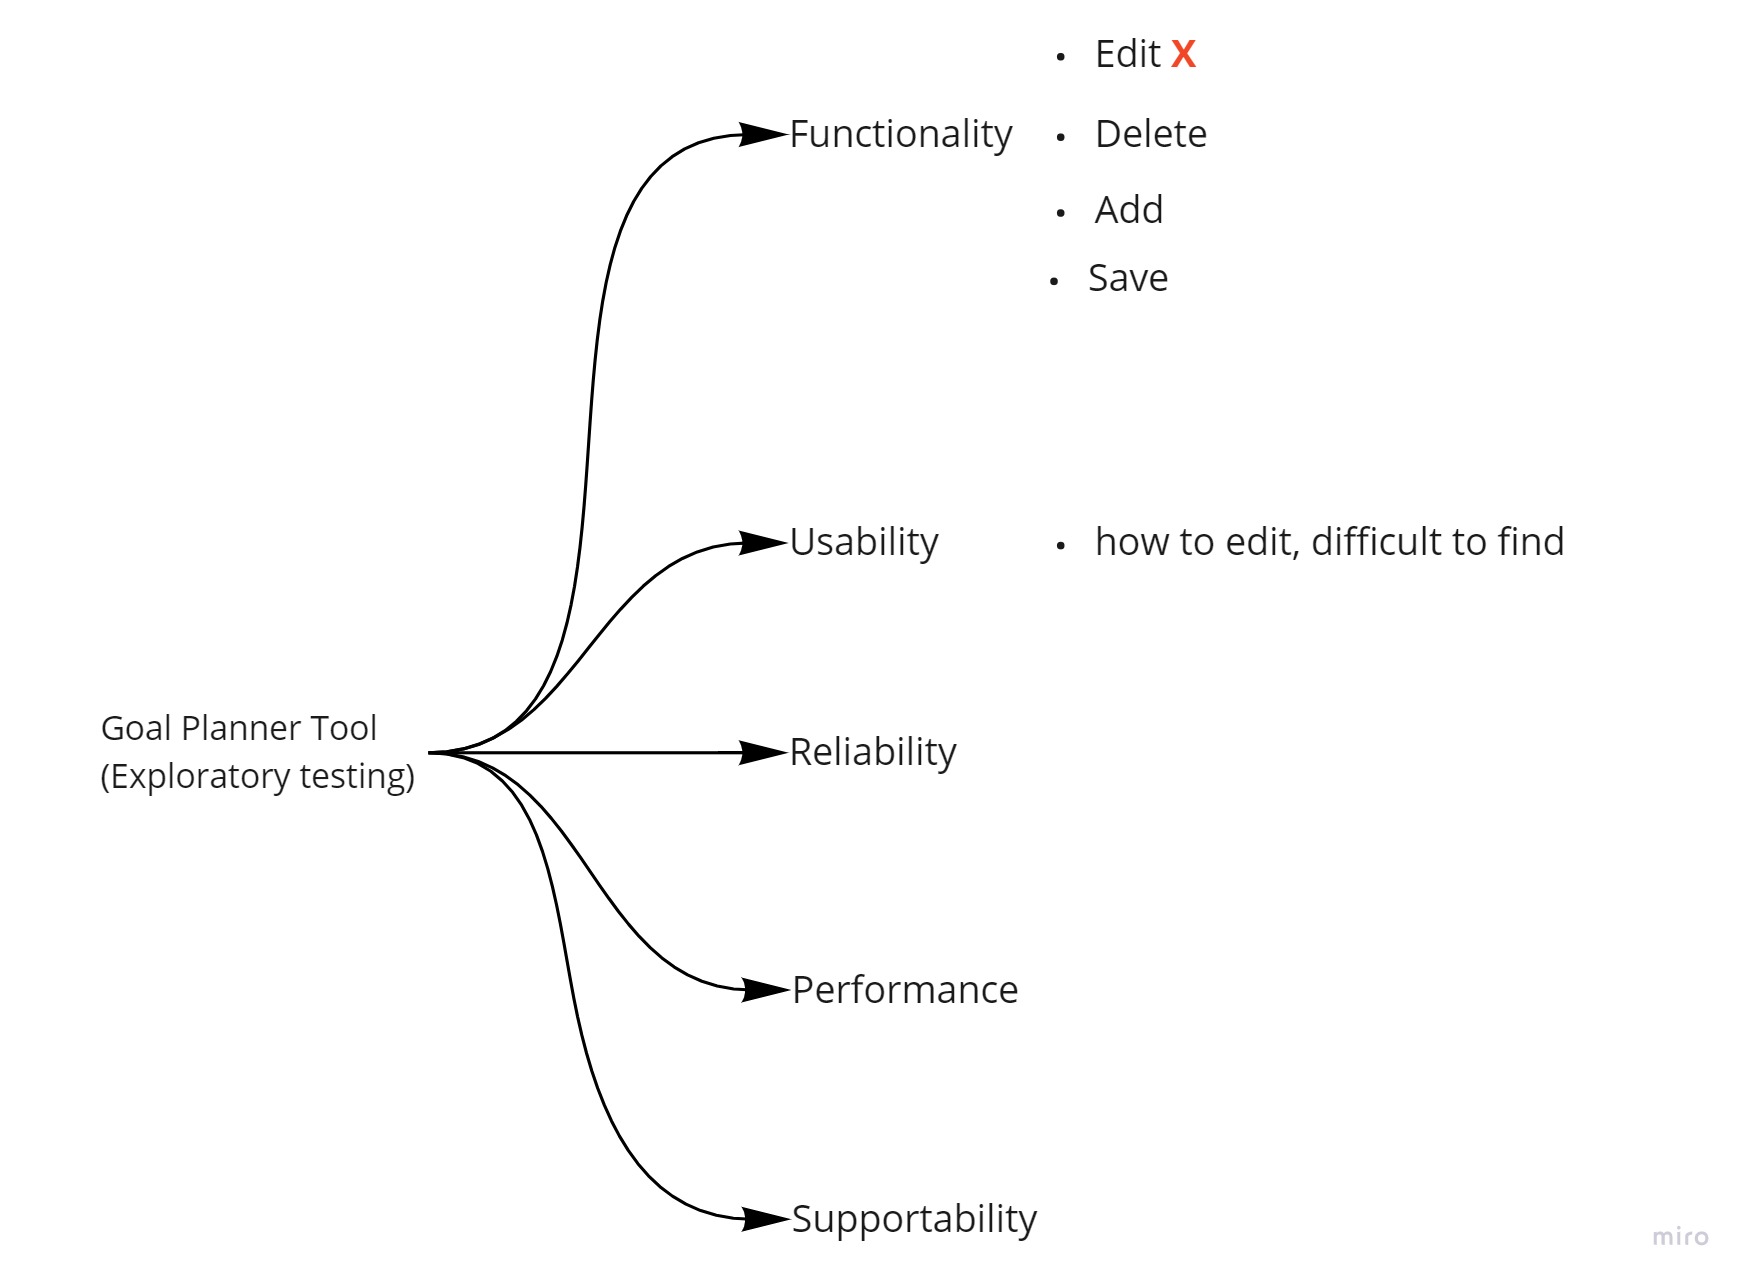 • Edit X
Functionality
• Delete
• Add
• Save
Usability
• how to edit, difficult to find
Goal Planner Tool
(Exploratory testing)
Reliability
Performance
Supportability
miro